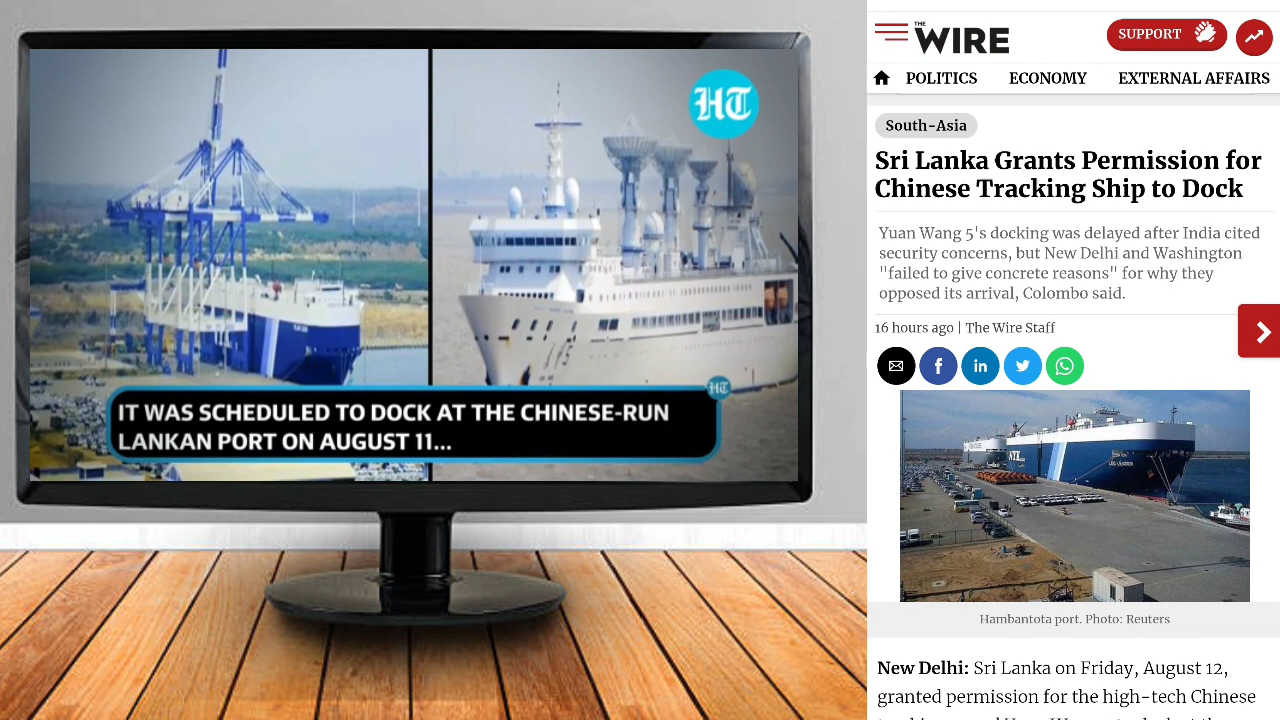 HT
HT
IT WAS SCHEDULED TO DOCK AT THE CHINESE-RUN
LANKAN PORT ON AUGUST 11...
THE
WIRE
SUPPORT
POLITICS ECONOMY EXTERNAL AFFAIRS
South-Asia
Sri Lanka Grants Permission for
Chinese Tracking Ship to Dock
Yuan Wang 5's docking was delayed after India cited
security concerns, but New Delhi and Washington
"failed to give concrete reasons" for why they
opposed its arrival, Colombo said.
16 hours ago | The Wire Staff
f
in
NYK
Hambantota port. Photo: Reuters
New Delhi: Sri Lanka on Friday, August 12,
granted permission for the high-tech Chinese